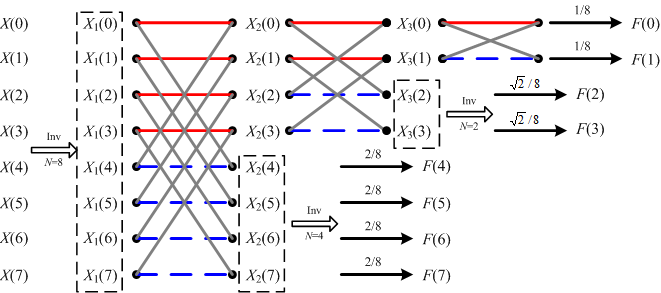 X(0) X₁(0) X₂(0) X₃(0) 1/8 F(0)
X(1) X₁(1) X₂(1) X₃(1) 1/8 F(1)
X(2) X₁(2) X₂(2) X₃(2) Inv N=2 √2/8 F(2)
X(3) X₁(3) X₂(3) X₃(3) √2/8 F(3)
Inv N=8
X(4) X₁(4) X₂(4) 2/8 F(4)
X(5) X₁(5) X₂(5) 2/8 F(5)
Inv N=4
X(6) X₁(6) X₂(6) 2/8 F(6)
X(7) X₁(7) X₂(7) 2/8 F(7)